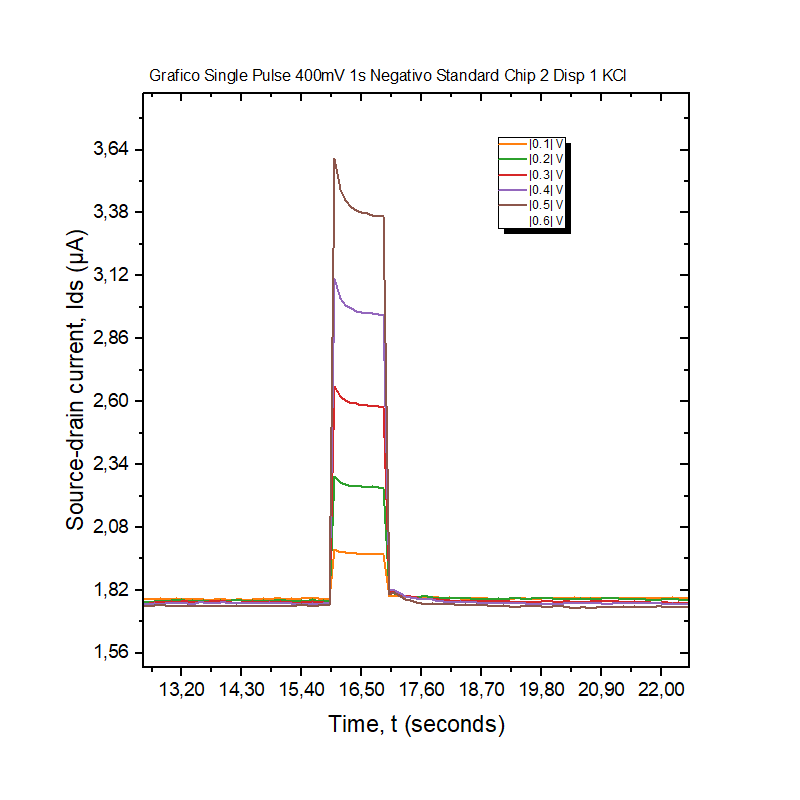 Grafico Single Pulse 400mV 1s Negativo Standard Chip 2 Disp 1 KCl
|0.1| V
|0.2| V
|0.3| V
|0.4| V
|0.5| V
|0.6| V
3,64
3,38
3,12
2,86
2,60
2,34
2,08
1,82
1,56
Source-drain current, Ids (µA)
13,20 14,30 15,40 16,50 17,60 18,70 19,80 20,90 22,00
Time, t (seconds)